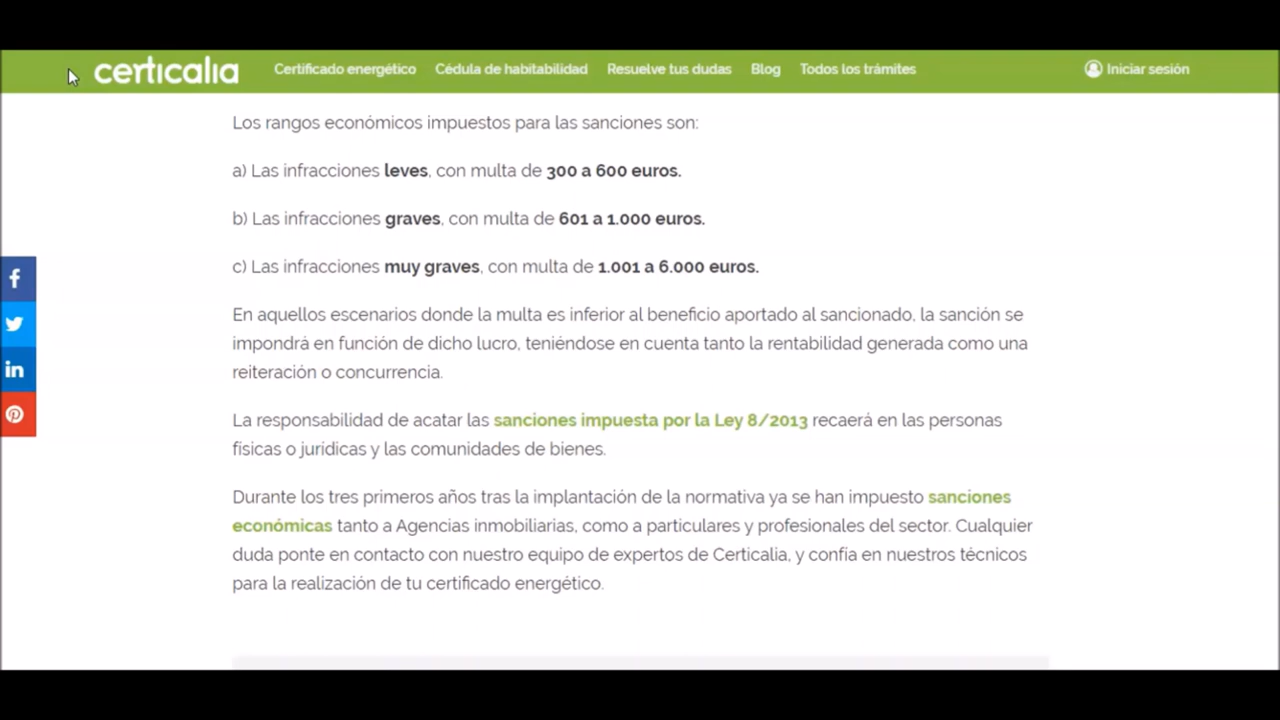 certicalia
Certificado energético Cédula de habitabilidad Resuelve tus dudas Blog Todos los trámites Iniciar sesión
Los rangos económicos impuestos para las sanciones son:
a) Las infracciones leves, con multa de 300 a 600 euros.
b) Las infracciones graves, con multa de 601 a 1.000 euros.
c) Las infracciones muy graves, con multa de 1.001 a 6.000 euros.
En aquellos escenarios donde la multa es inferior al beneficio aportado al sancionado, la sanción se
impondrá en función de dicho lucro, teniéndose en cuenta tanto la rentabilidad generada como una
reiteración o concurrencia.
La responsabilidad de acatar las sanciones impuesta por la Ley 8/2013 recaerá en las personas
físicas o jurídicas y las comunidades de bienes.
Durante los tres primeros años tras la implantación de la normativa ya se han impuesto sanciones
económicas tanto a Agencias inmobiliarias, como a particulares y profesionales del sector. Cualquier
duda ponte en contacto con nuestro equipo de expertos de Certicalia, y confía en nuestros técnicos
para la realización de tu certificado energético.